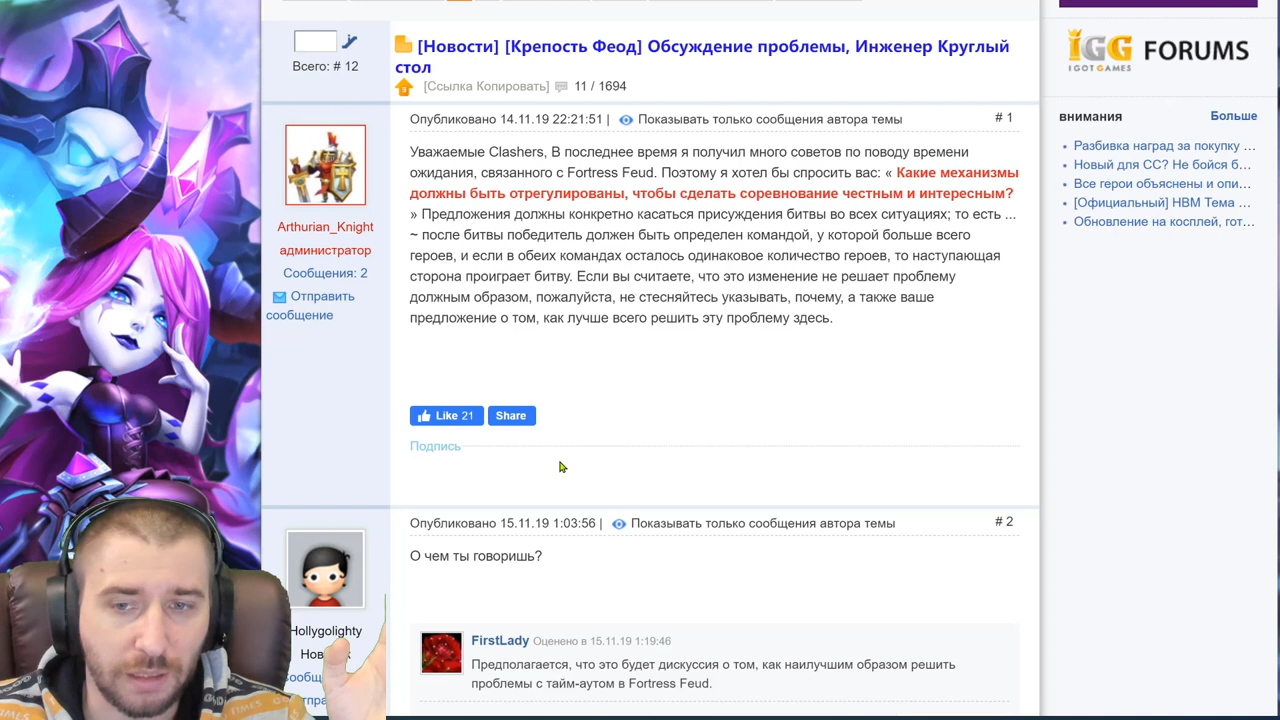 Всего: # 12
[Новости] [Крепость Феод] Обсуждение проблемы, Инженер Круглый
стол
[Ссылка Копировать] 11 / 1694
Arthurian_Knight
администратор
Сообщения: 2
Отправить
сообщение
Опубликовано 14.11.19 22:21:51 | Показывать только сообщения автора темы # 1
Уважаемые Clashers, В последнее время я получил много советов по поводу времени
ожидания, связанного с Fortress Feud. Поэтому я хотел бы спросить вас: « Какие механизмы
должны быть отрегулированы, чтобы сделать соревнование честным и интересным?
» Предложения должны конкретно касаться присуждения битвы во всех ситуациях; то есть ...
~ после битвы победитель должен быть определен командой, у которой больше всего
героев, и если в обеих командах осталось одинаковое количество героев, то наступающая
сторона проиграет битву. Если вы считаете, что это изменение не решает проблему
должным образом, пожалуйста, не стесняйтесь указывать, почему, а также ваше
предложение о том, как лучше всего решить эту проблему здесь.
Like 21 Share
Подпись
Hollygolighty
Опубликовано 15.11.19 1:03:56 | Показывать только сообщения автора темы # 2
О чем ты говоришь?
FirstLady Оценено в 15.11.19 1:19:46
Предполагается, что это будет дискуссия о том, как наилучшим образом решить
проблемы с тайм-аутом в Fortress Feud.
IGG FORUMS
I GOT GAMES
внимания Больше
Разбивка наград за покупку ...
Новый для СС? Не бойся б...
Все герои объяснены и опи...
[Официальный] НВМ Тема ...
Обновление на косплей, гот...